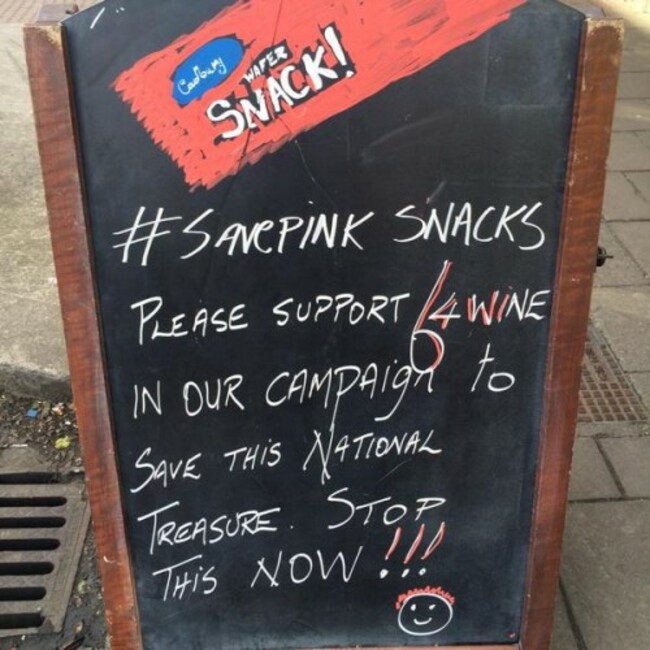 Cadbury
WAFER
SNACK!
#SAVEPINK SNACKS
PLEASE SUPPORT 64WINE
IN OUR CAMPAIGN to
SAVE THIS NATIONAL
TREASURE. STOP
THIS NOW!!!